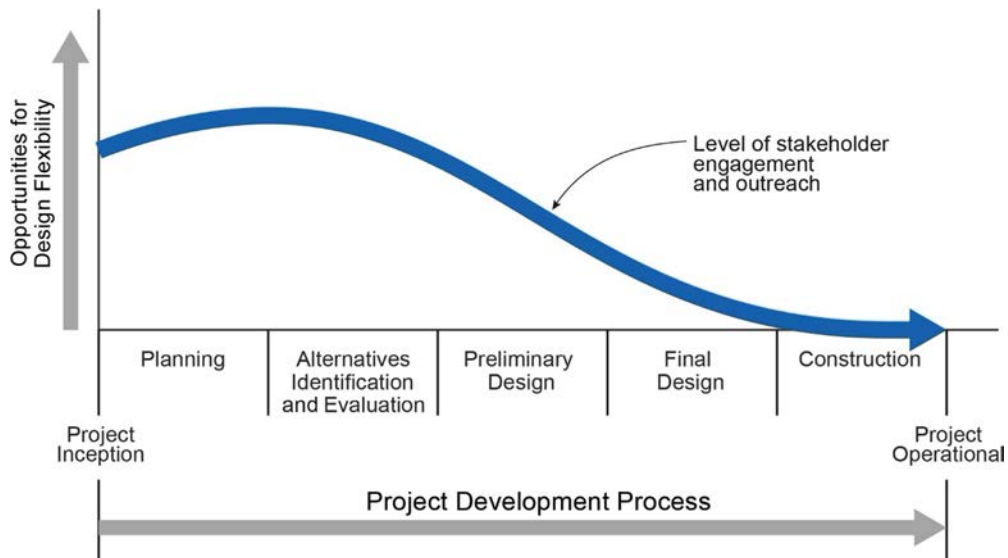 Opportunities for
Design Flexibility
Level of stakeholder
engagement
and outreach
Planning
Alternatives
Identification
and Evaluation
Preliminary
Design
Final
Design
Construction
Project
Inception
Project
Operational
Project Development Process